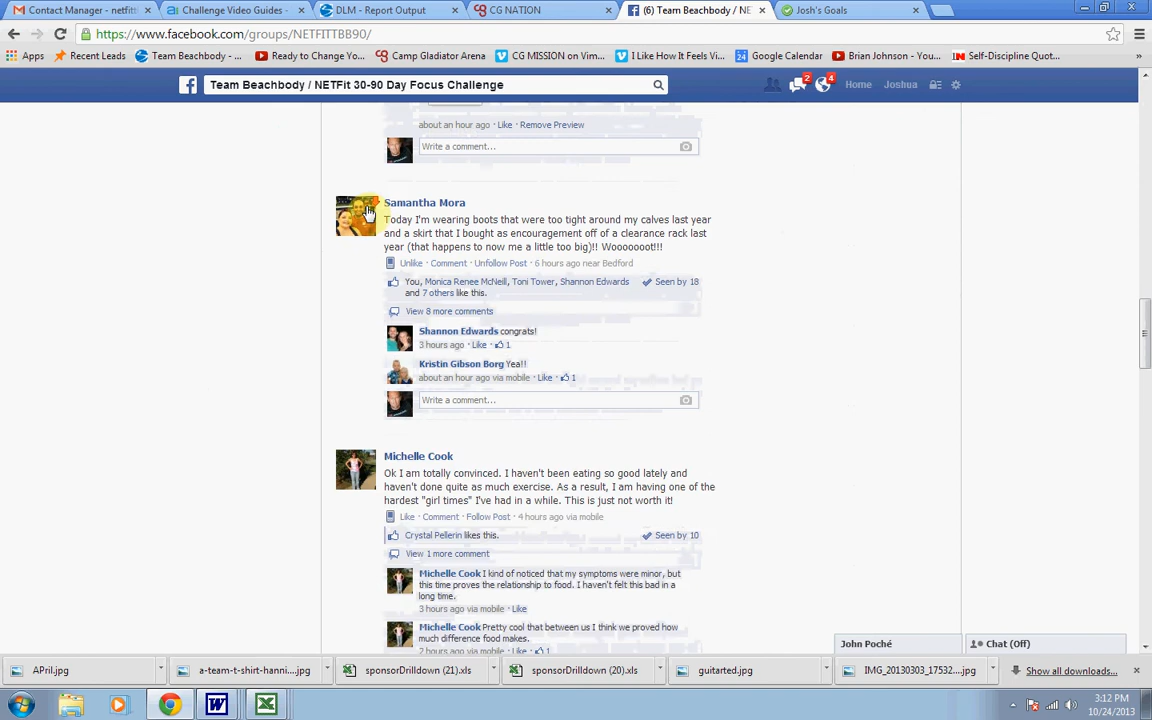 Contact Manager - netfitt
Challenge Video Guides -
DLM - Report Output
CG NATION
(6) Team Beachbody / NE
Josh's Goals
https://www.facebook.com/groups/NETFITTBB90/
Apps
Recent Leads
Team Beachbody - W...
Ready to Change Yo...
Camp Gladiator Arena
CG MISSION on Vim...
I Like How It Feels V...
Google Calendar
Brian Johnson - You...
Self-Discipline Quot...
Team Beachbody / NETFit 30-90 Day Focus Challenge
2
4
Home
Joshua
about an hour ago · Like · Remove Preview
Write a comment...
Samantha Mora
Today I'm wearing boots that were too tight around my calves last year
and a skirt that I bought as encouragement off of a clearance rack last
year (that happens to now me a little too big)!! Wooooooot!!!
Unlike · Comment · Unfollow Post · 6 hours ago near Bedford
You, Monica Renee McNeill, Toni Tower, Shannon Edwards
and 7 others like this.
Seen by 18
View 8 more comments
Shannon Edwards congrats!
3 hours ago · Like · 1
Kristin Gibson Borg Yea!!
about an hour ago via mobile · Like · 1
Write a comment...
Michelle Cook
Ok I am totally convinced. I haven't been eating so good lately and
haven't done quite as much exercise. As a result, I am having one of the
hardest "girl times" I've had in a while. This is just not worth it!
Like · Comment · Follow Post · 4 hours ago via mobile
Crystal Pellerin likes this.
Seen by 10
View 1 more comment
Michelle Cook I kind of noticed that my symptoms were minor, but
this time proves the relationship to food. I haven't felt this bad in a
long time.
3 hours ago via mobile · Like
Michelle Cook Pretty cool that between us I think we proved how
much difference food makes.
2 hours ago via mobile · Like · 1
John Poché
Chat (Off)
APril.jpg
a-team-t-shirt-hanni....jpg
sponsorDrilldown (21).xls
sponsorDrilldown (20).xls
guitarted.jpg
IMG_20130303_17532....jpg
Show all downloads...
3:12 PM
10/24/2013